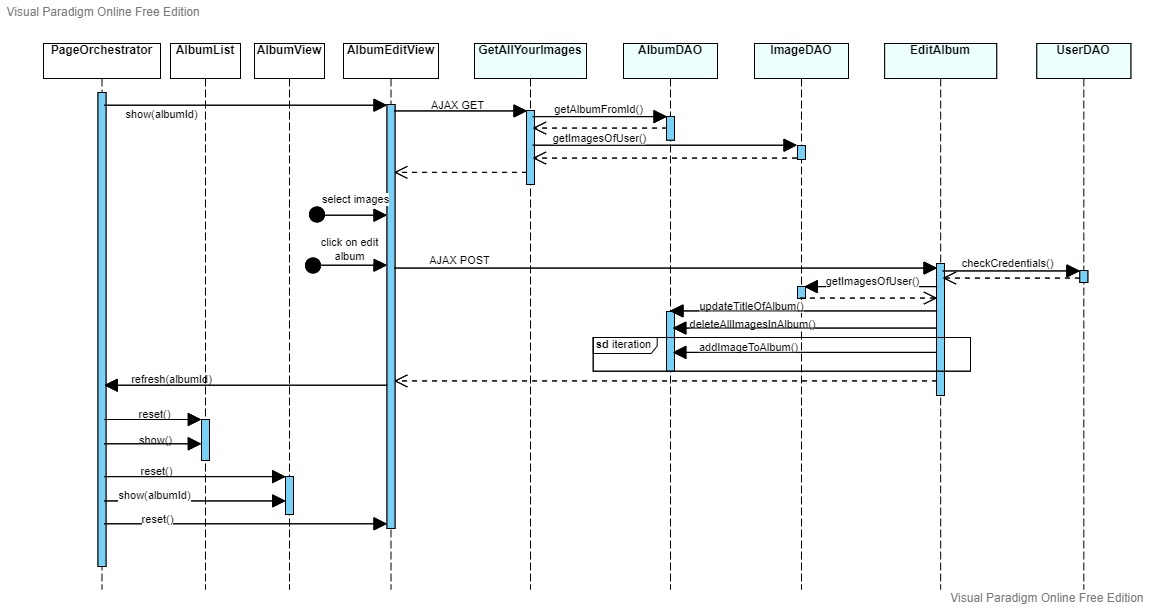 Visual Paradigm Online Free Edition
PageOrchestrator
AlbumList
AlbumView
AlbumEditView
GetAllYourImages
AlbumDAO
ImageDAO
EditAlbum
UserDAO
show(albumId)
AJAX GET
getAlbumFromId()
getImagesOfUser()
select images
click on edit
album
AJAX POST
checkCredentials()
getImagesOfUser()
updateTitleOfAlbum()
deleteAllImagesInAlbum()
sd iteration
addImageToAlbum()
refresh(albumId)
reset()
show()
reset()
show(albumId)
reset()
Visual Paradigm Online Free Edition